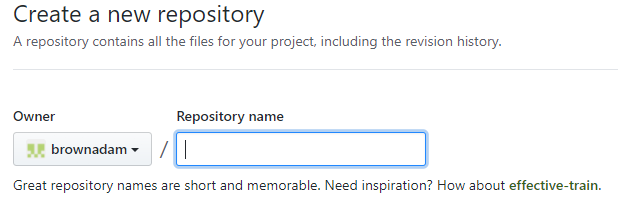 Create a new repository
A repository contains all the files for your project, including the revision history.
Owner Repository name
brownadam /
Great repository names are short and memorable. Need inspiration? How about effective-train.